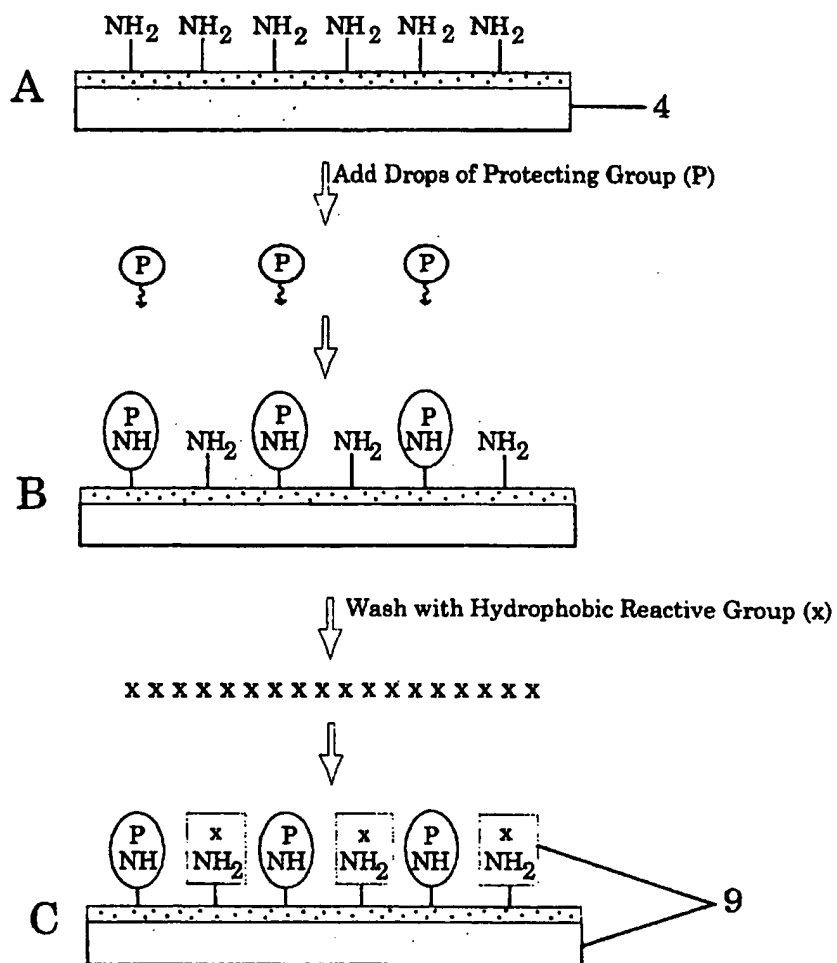 NH2 NH2 NH2 NH2 NH2 NH2
A
4
Add Drops of Protecting Group (P)
P P P
P P P
NH NH2 NH NH2 NH NH2
B
Wash with Hydrophobic Reactive Group (x)
x x x x x x x x x x x x x x x x x x
P x P x P x
NH NH2 NH NH2 NH NH2
C
9